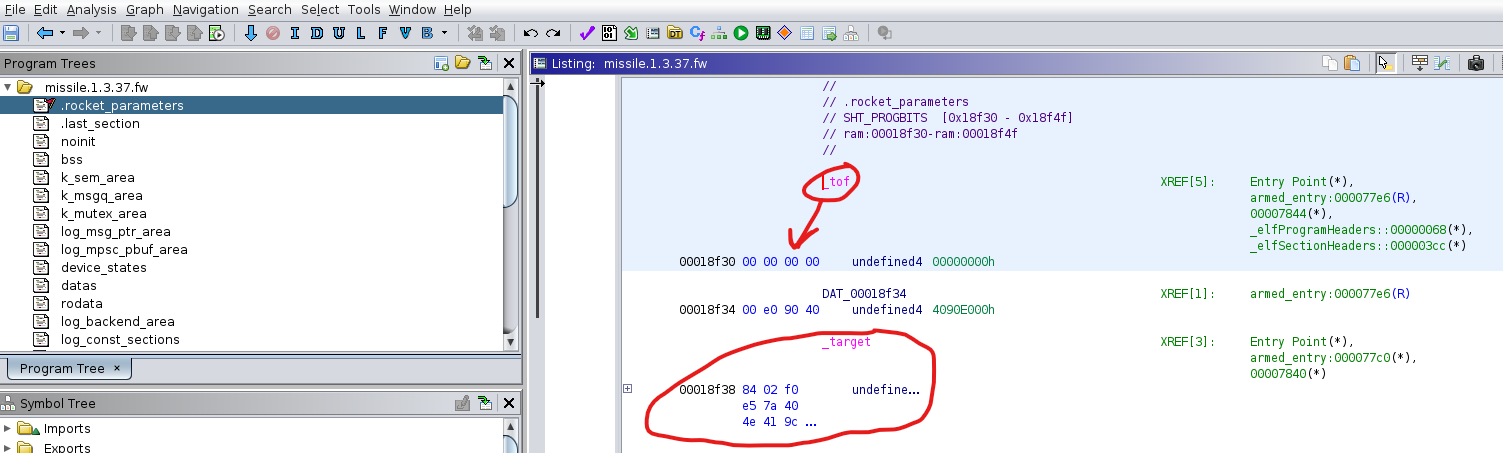 File Edit Analysis Graph Navigation Search Select Tools Window Help
I D U L F V B
Program Trees
Listing: missile.1.3.37.fw
missile.1.3.37.fw
.rocket_parameters
.last_section
noinit
bss
k_sem_area
k_msgq_area
k_mutex_area
log_msg_ptr_area
log_mpsc_pbuf_area
device_states
datas
rodata
log_backend_area
log_const_sections
Program Tree ×
Symbol Tree
Imports
Exports
//
// .rocket_parameters
// SHT_PROGBITS [0x18f30 - 0x18f4f]
// ram:00018f30-ram:00018f4f
//
_tof XREF[5]: Entry Point(*),
armed_entry:000077e6(R),
00007844(*),
_elfProgramHeaders::00000068(*),
_elfSectionHeaders::000003cc(*)
00018f30 00 00 00 00 undefined4 00000000h
DAT_00018f34 XREF[1]: armed_entry:000077e6(R)
00018f34 00 e0 90 40 undefined4 4090E000h
_target XREF[3]: Entry Point(*),
armed_entry:000077c0(*),
00007840(*)
00018f38 84 02 f0 undefine...
e5 7a 40
4e 41 9c ...